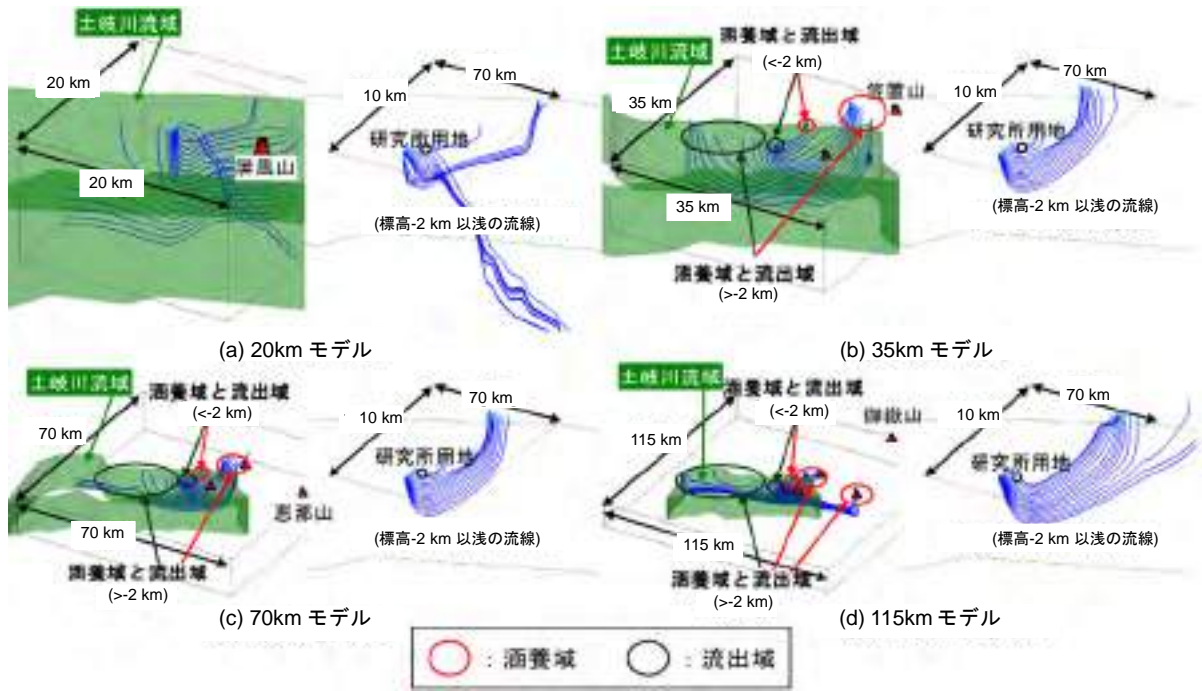 土岐川流域
20 km
20 km
屏風山
70 km
10 km
研究所用地
(標高-2 km 以浅の流線)
(a) 20km モデル
土岐川流域
涵養域と流出域
(<-2 km)
笠置山
35 km
35 km
涵養域と流出域
(>-2 km)
70 km
10 km
研究所用地
(標高-2 km 以浅の流線)
(b) 35km モデル
土岐川流域
涵養域と流出域
(<-2 km)
70 km
70 km
恵那山
涵養域と流出域
(>-2 km)
70 km
10 km
研究所用地
(標高-2 km 以浅の流線)
(c) 70km モデル
土岐川流域
涵養域と流出域
(<-2 km)
御嶽山
115 km
115 km
涵養域と流出域
(>-2 km)
70 km
10 km
研究所用地
(標高-2 km 以浅の流線)
(d) 115km モデル
：涵養域
：流出域